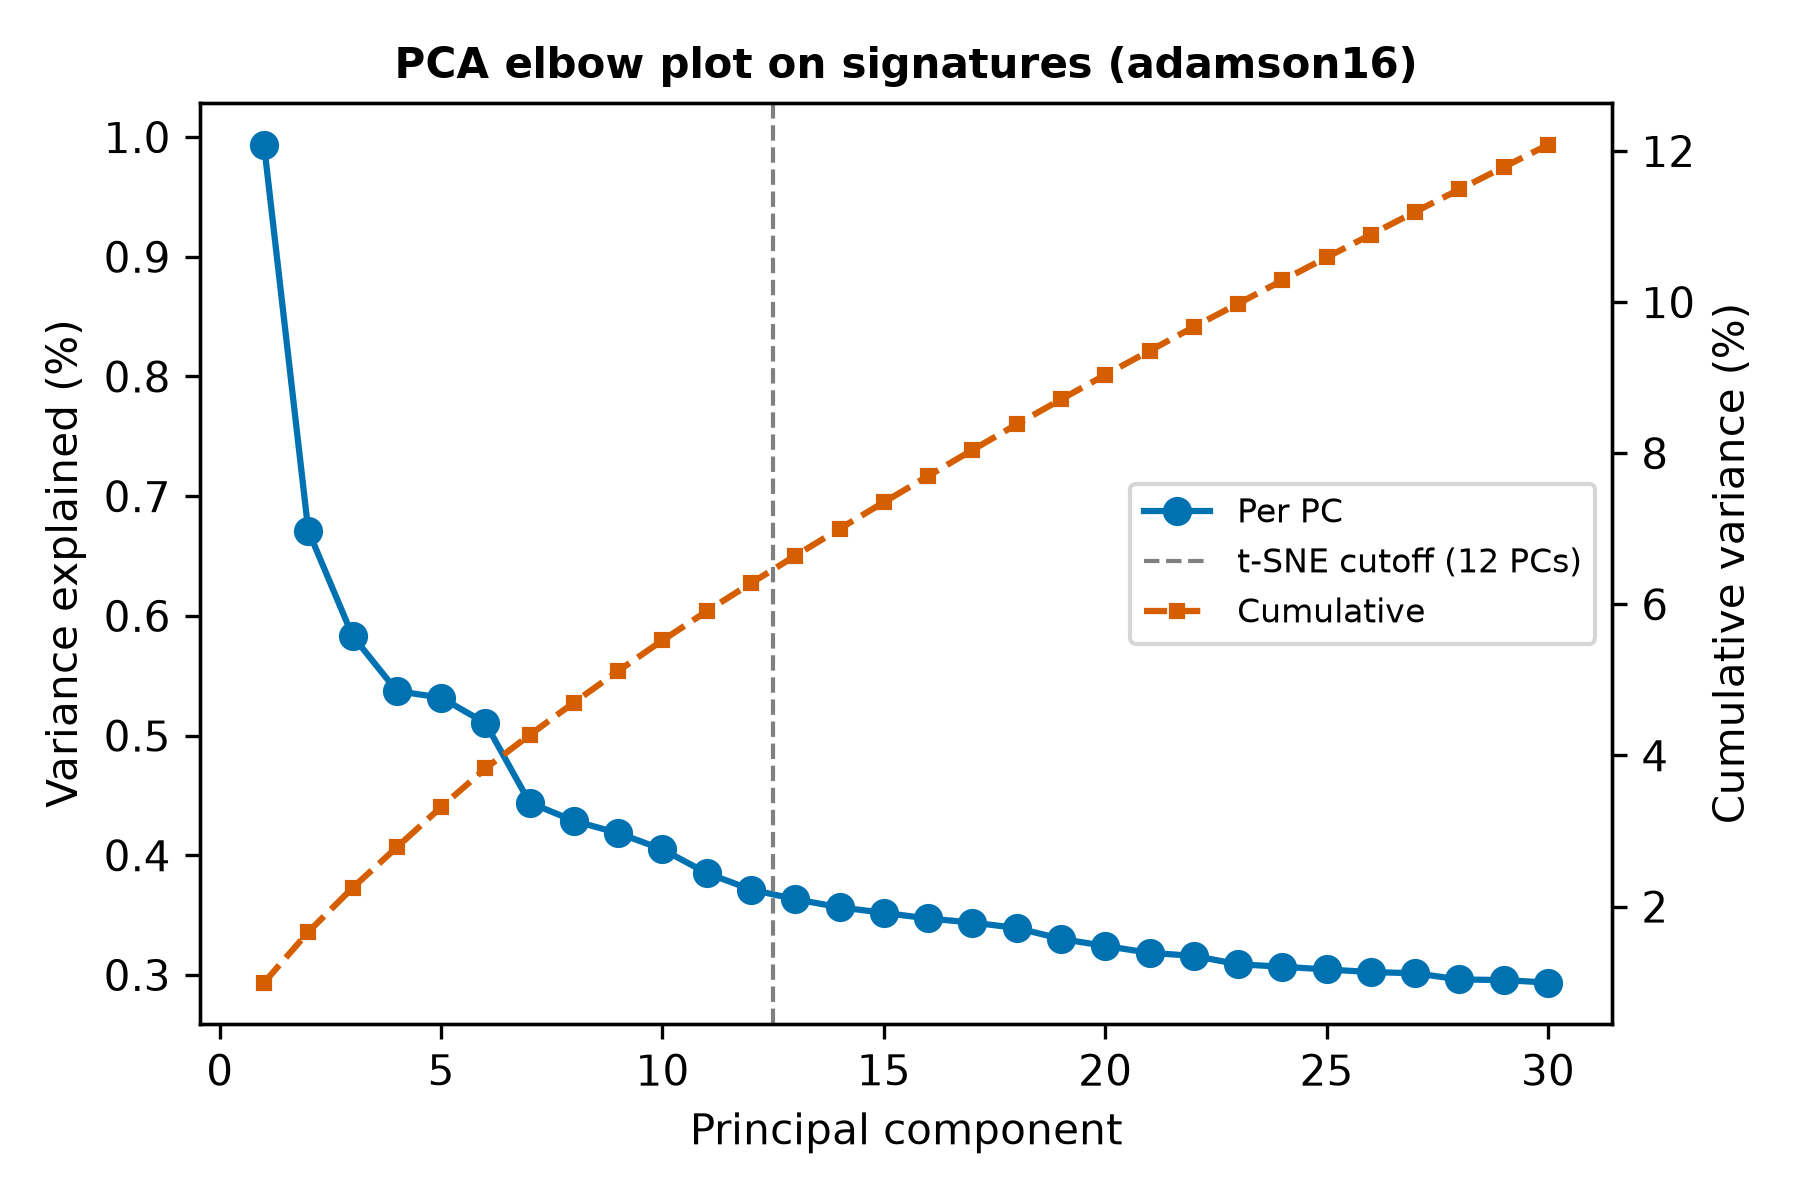 PCA elbow plot on signatures (adamson16)
Variance explained (%)
1.0
0.9
0.8
0.7
0.6
0.5
0.4
0.3
12
10
8
6
4
2
Cumulative variance (%)
Per PC
t-SNE cutoff (12 PCs)
Cumulative
0 5 10 15 20 25 30
Principal component